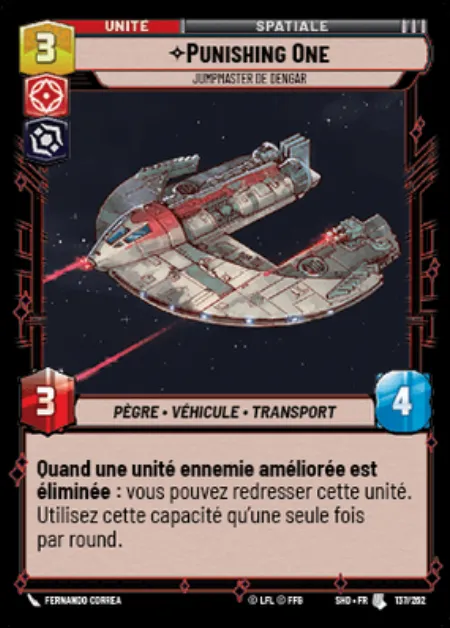 UNITÉ SPATIALE
3 Punishing One
JUMPMASTER DE DENGAR
3 PÈGRE • VÉHICULE • TRANSPORT 4
Quand une unité ennemie améliorée est
éliminée : vous pouvez redresser cette unité.
Utilisez cette capacité qu'une seule fois
par round.
FERNANDO CORREA © LFL © FFG SHD • FR 137/262